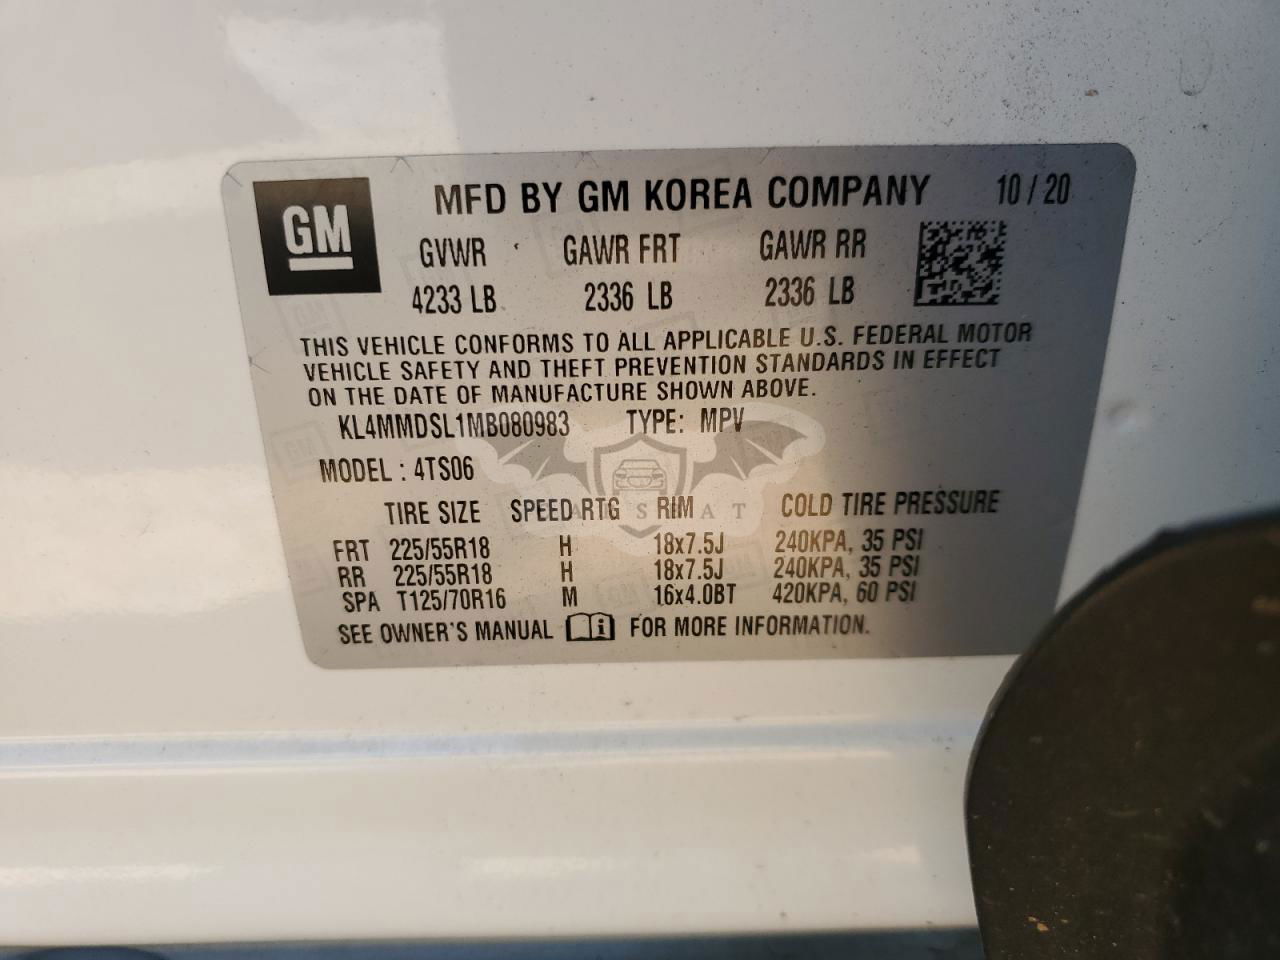 GM
MFD BY GM KOREA COMPANY 10 / 20
GVWR GAWR FRT GAWR RR
4233 LB 2336 LB 2336 LB
THIS VEHICLE CONFORMS TO ALL APPLICABLE U.S. FEDERAL MOTOR
VEHICLE SAFETY AND THEFT PREVENTION STANDARDS IN EFFECT
ON THE DATE OF MANUFACTURE SHOWN ABOVE.
KL4MMDSL1MB080983 TYPE: MPV
MODEL : 4TS06
TIRE SIZE SPEED RTG RIM COLD TIRE PRESSURE
FRT 225/55R18 H 18x7.5J 240KPA, 35 PSI
RR 225/55R18 H 18x7.5J 240KPA, 35 PSI
SPA T125/70R16 M 16x4.0BT 420KPA, 60 PSI
SEE OWNER'S MANUAL FOR MORE INFORMATION.